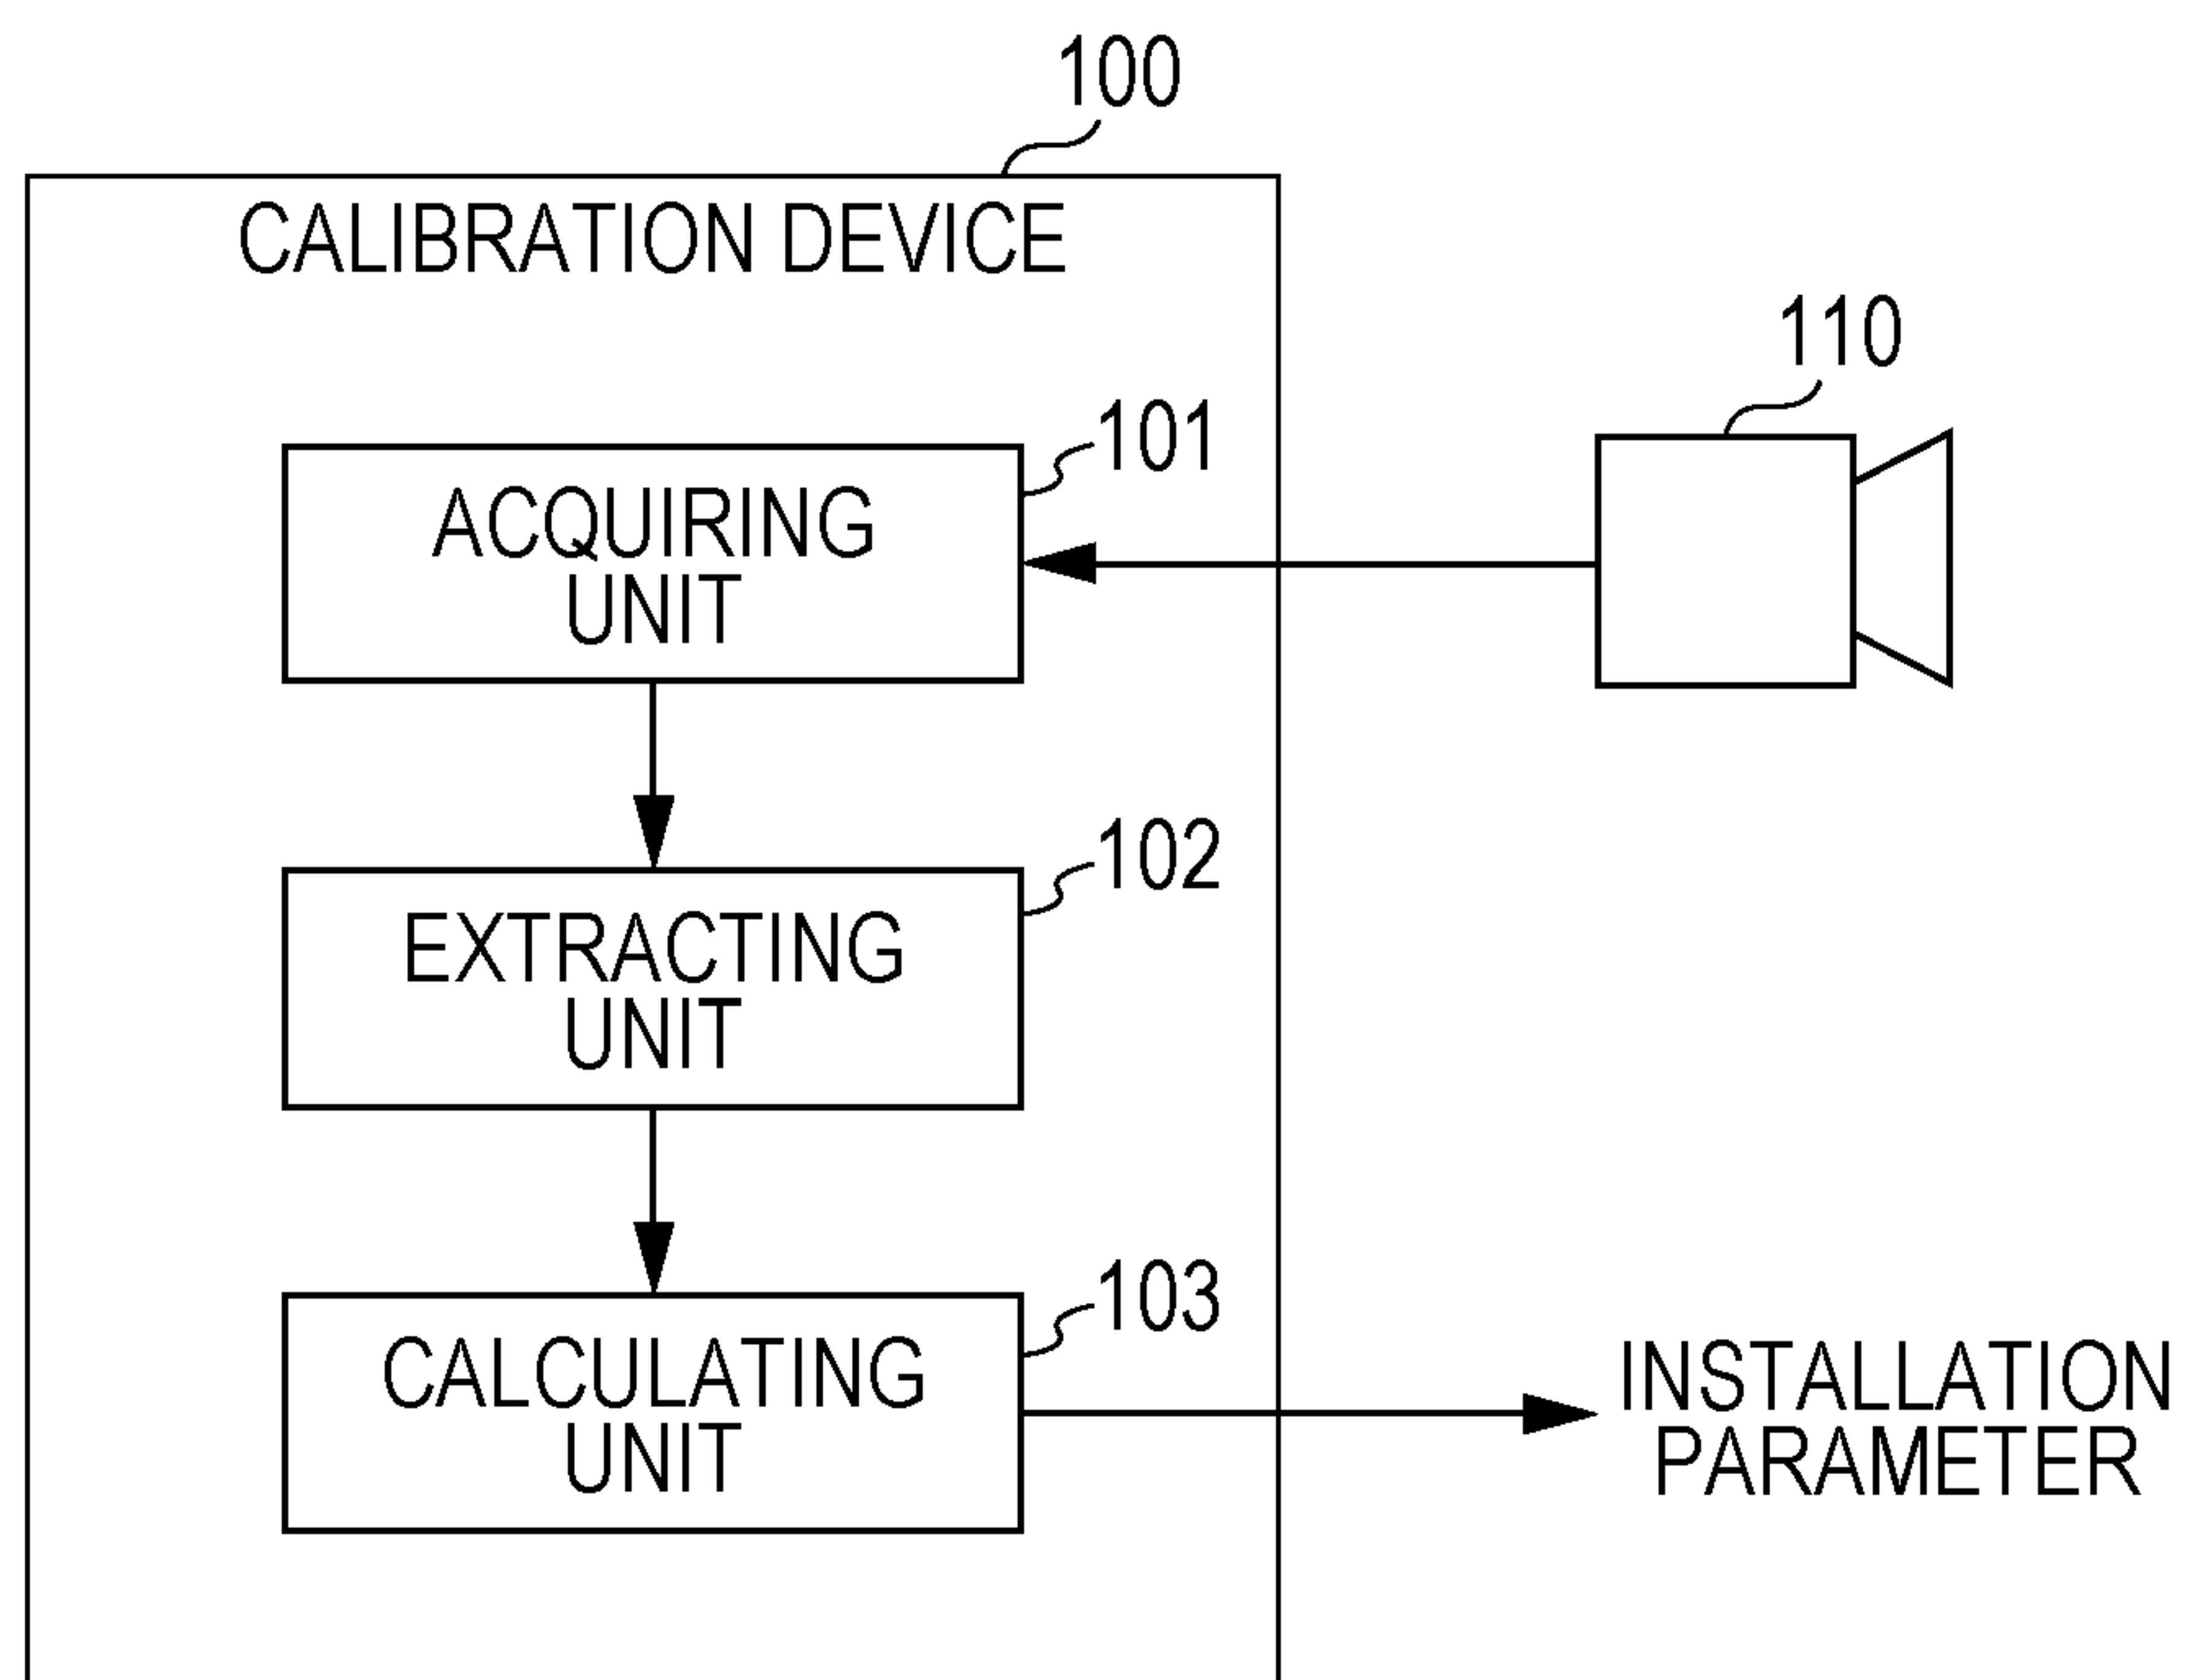 100
CALIBRATION DEVICE
110
101
ACQUIRING
UNIT
102
EXTRACTING
UNIT
103
CALCULATING
UNIT
INSTALLATION
PARAMETER